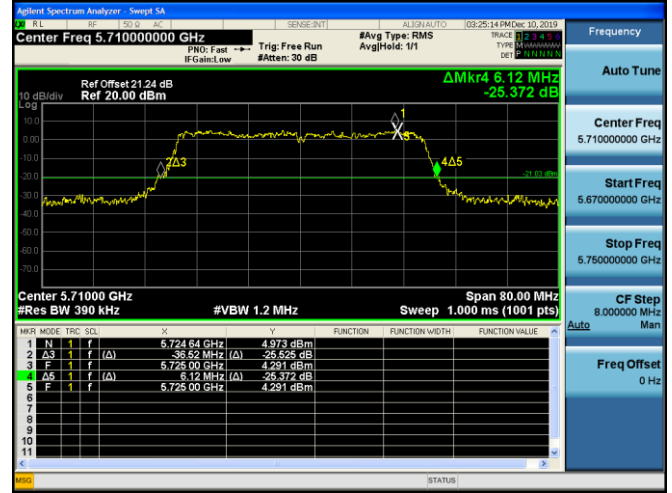 Agilent Spectrum Analyzer - Swept SA
RL RF 50 Ω AC SENSE:INT ALIGN AUTO 03:25:14 PM Dec 10, 2019
Center Freq 5.710000000 GHz
PNO: Fast
IFGain:Low
Trig: Free Run
#Atten: 30 dB
#Avg Type: RMS
Avg|Hold: 1/1
TRACE 1 2 3 4 5 6
TYPE M
DET P N N N N N
Frequency
Auto Tune
Center Freq
5.710000000 GHz
Start Freq
5.670000000 GHz
Stop Freq
5.750000000 GHz
CF Step
8.000000 MHz
Auto Man
Freq Offset
0 Hz
ΔMkr4 6.12 MHz
-25.372 dB
Ref Offset 21.24 dB
10 dB/div Ref 20.00 dBm
Log
10.0
0.00
-10.0
-20.0
-30.0
-40.0
-50.0
-60.0
-70.0
1
2Δ3
4Δ5
-21.03 dBm
Center 5.71000 GHz Span 80.00 MHz
#Res BW 390 kHz #VBW 1.2 MHz Sweep 1.000 ms (1001 pts)
MKR MODE TRC SCL X Y FUNCTION FUNCTION WIDTH FUNCTION VALUE
1 N 1 f 5.724 64 GHz 4.973 dBm
2 Δ3 1 f (Δ) -36.52 MHz (Δ) -25.525 dB
3 F 1 f 5.725 00 GHz 4.291 dBm
4 Δ5 1 f (Δ) 6.12 MHz (Δ) -25.372 dB
5 F 1 f 5.725 00 GHz 4.291 dBm
6
7
8
9
10
11
MSG STATUS